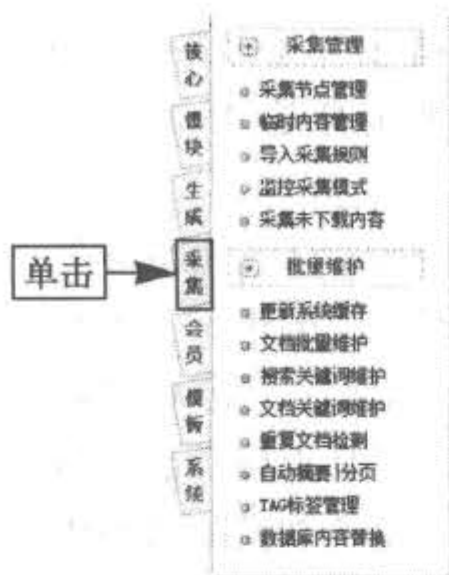 核心
模块
生成
采集
会员
模板
系统
单击
采集管理
采集节点管理
临时内容管理
导入采集规则
监控采集模式
采集未下载内容
批量维护
更新系统缓存
文档批量维护
搜索关键词维护
文档关键词维护
重复文档检测
自动摘要|分页
TAG标签管理
数据库内容替换